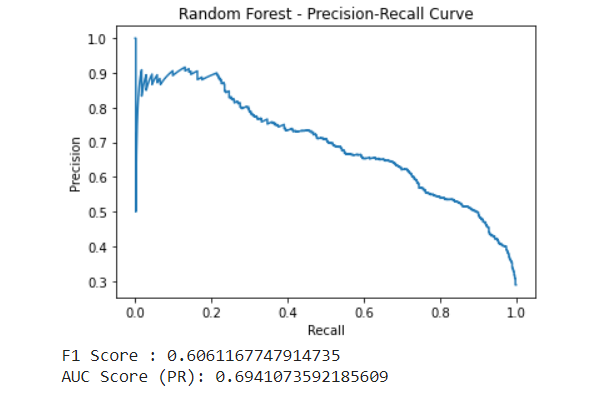 Random Forest - Precision-Recall Curve
1.0
0.9
0.8
0.7
0.6
0.5
0.4
0.3
Precision
0.0 0.2 0.4 0.6 0.8 1.0
Recall
F1 Score : 0.6061167747914735
AUC Score (PR): 0.6941073592185609